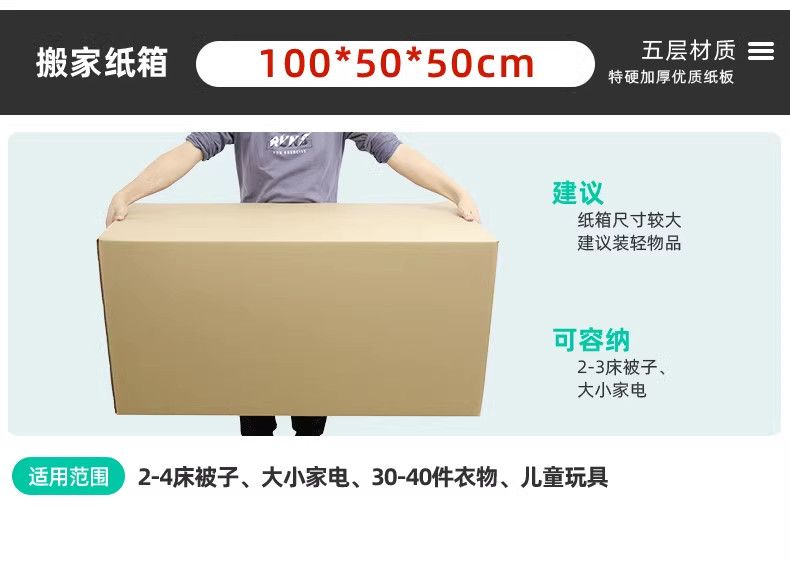 搬家纸箱
100*50*50cm
五层材质
特硬加厚优质纸板
建议
纸箱尺寸较大
建议装轻物品
可容纳
2-3床被子、
大小家电
适用范围
2-4床被子、大小家电、30-40件衣物、儿童玩具